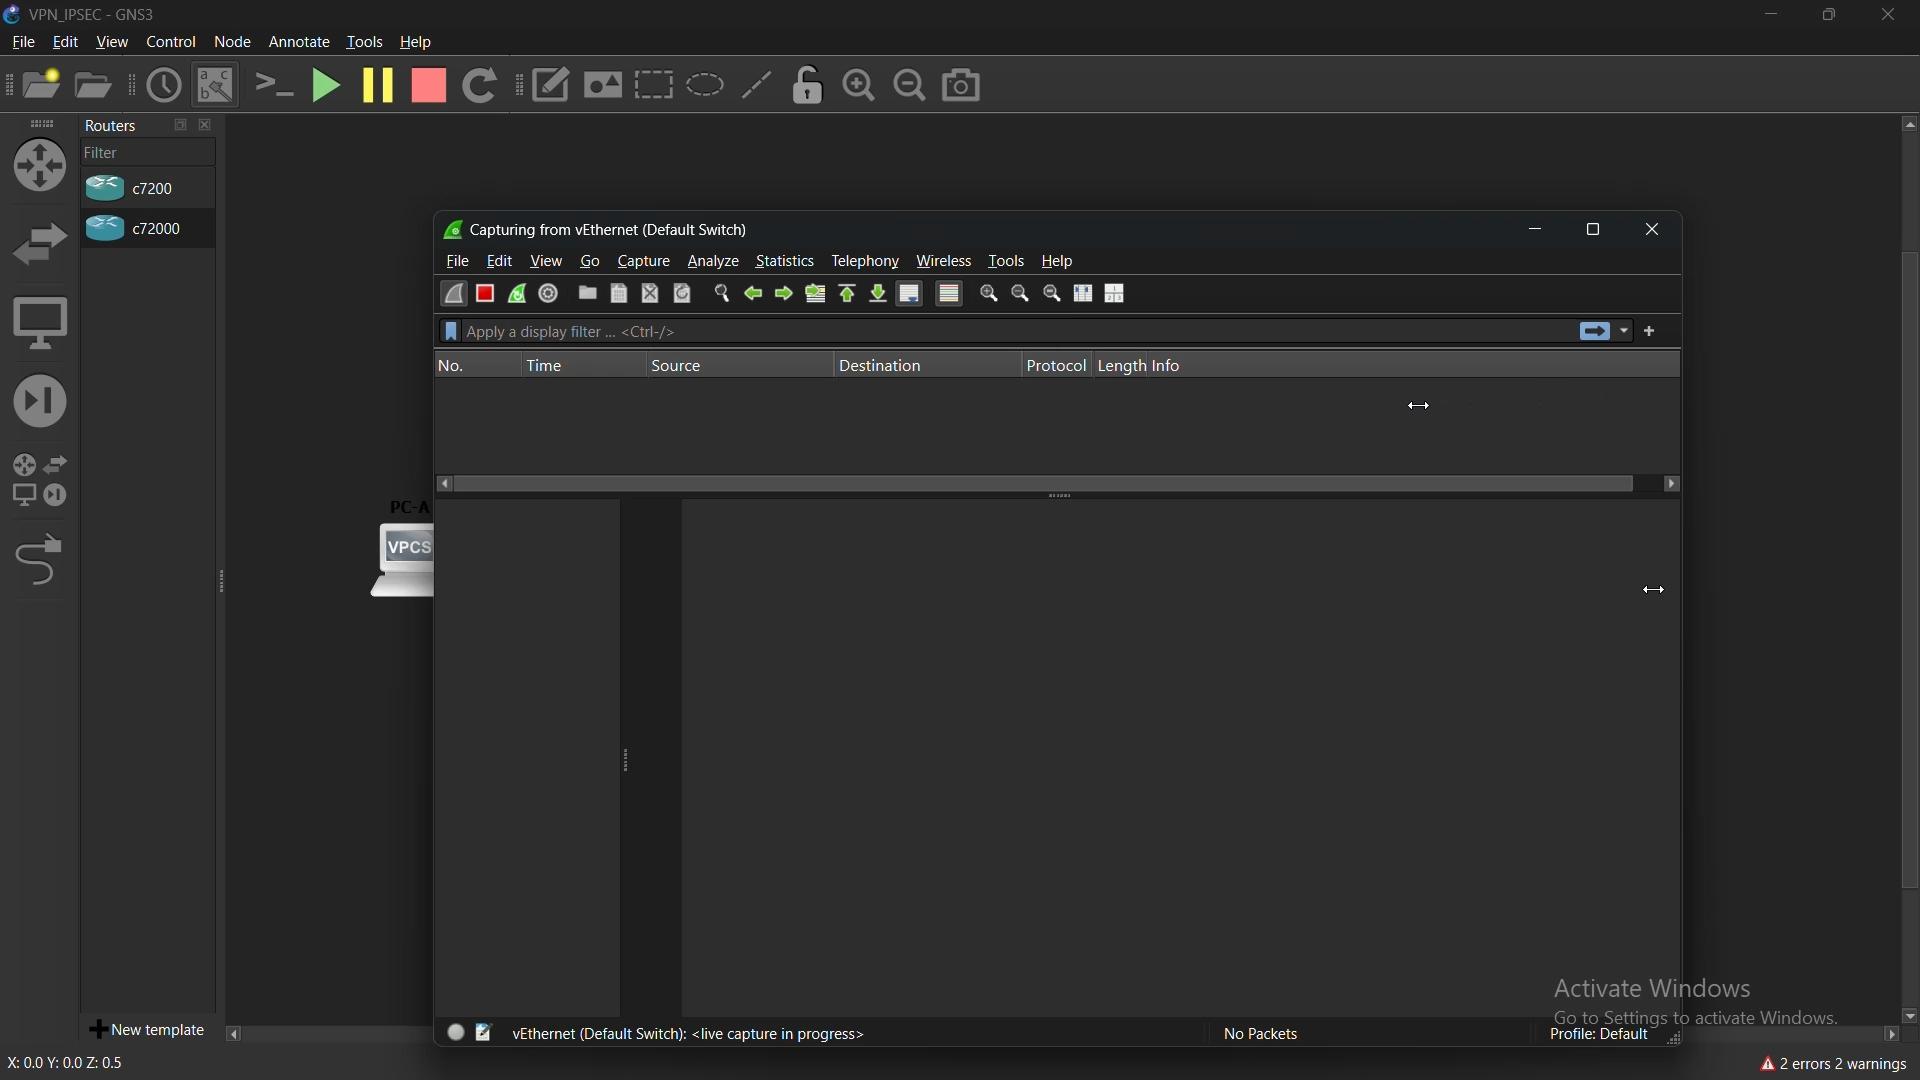 VPN_IPSEC - GNS3
File Edit View Control Node Annotate Tools Help
a c
b
Routers
Filter
c7200
c72000
Capturing from vEthernet (Default Switch)
File Edit View Go Capture Analyze Statistics Telephony Wireless Tools Help
Apply a display filter ... <Ctrl-/>
No. Time Source Destination Protocol Length Info
PC-A
VPCS
Activate Windows
Go to Settings to activate Windows.
New template
vEthernet (Default Switch): <live capture in progress> No Packets Profile: Default
X: 0.0 Y: 0.0 Z: 0.5
2 errors 2 warnings